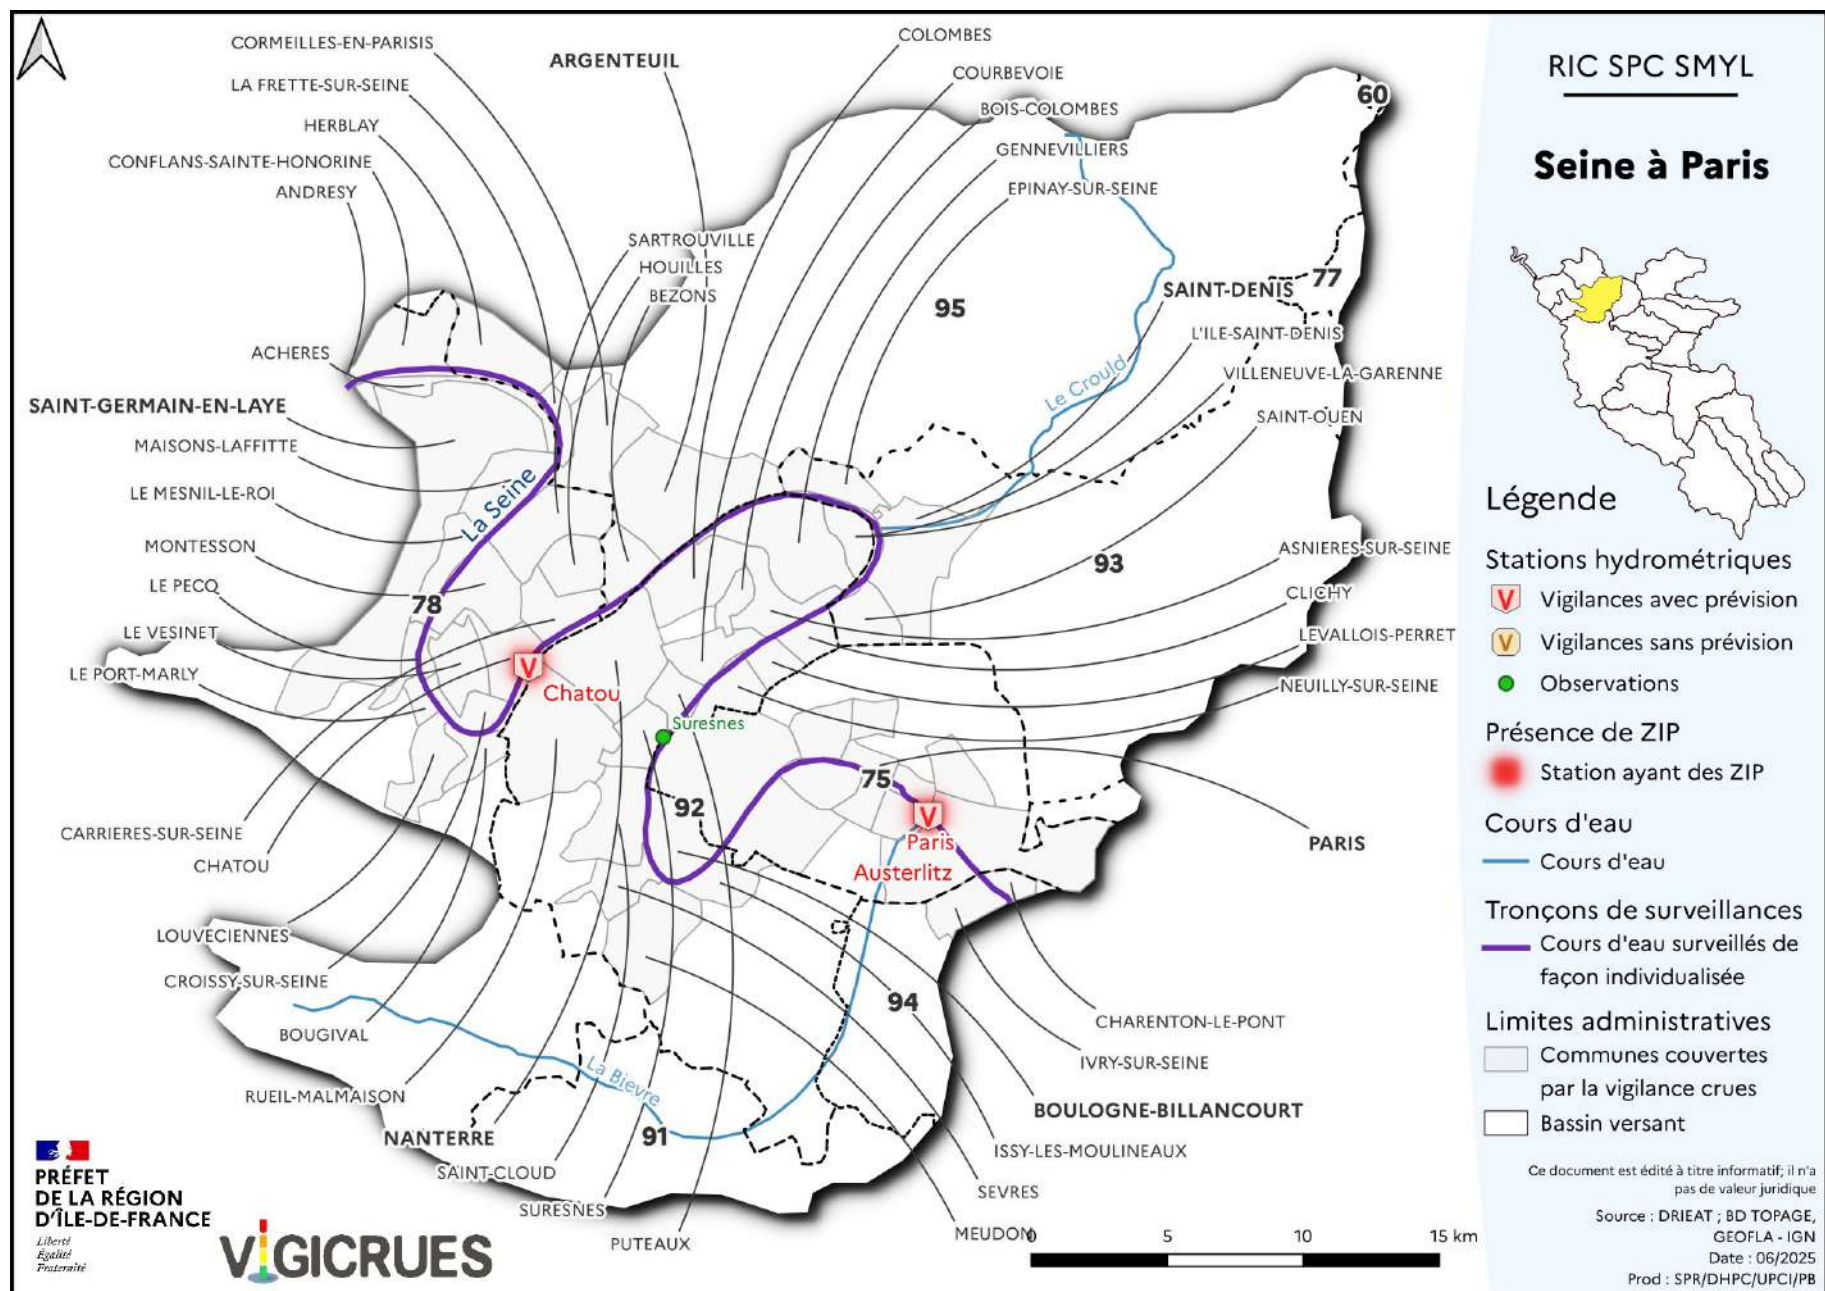 CORMEILLES-EN-PARISIS
LA FRETTE-SUR-SEINE
HERBLAY
CONFLANS-SAINTE-HONORINE
ANDRESY
ARGENTEUIL
COLOMBES
COURBEVOIE
BOIS-COLOMBES
GENNEVILLIERS
EPINAY-SUR-SEINE
SARTROUVILLE
HOUILLES
BEZONS
60
95
77
SAINT-DENIS
L'ILE-SAINT-DENIS
VILLENEUVE-LA-GARENNE
SAINT-OUEN
Le Crould
ACHERES
SAINT-GERMAIN-EN-LAYE
MAISONS-LAFFITTE
LE MESNIL-LE-ROI
MONTESSON
LE PECQ
LE VESINET
LE PORT-MARLY
La Seine
78
93
ASNIERES-SUR-SEINE
CLICHY
LEVALLOIS-PERRET
NEUILLY-SUR-SEINE
V
Chatou
Suresnes
75
92
V
Paris
Austerlitz
PARIS
CARRIERES-SUR-SEINE
CHATOU
LOUVECIENNES
CROISSY-SUR-SEINE
BOUGIVAL
RUEIL-MALMAISON
NANTERRE
SAINT-CLOUD
SURESNES
PUTEAUX
La Bievre
91
94
CHARENTON-LE-PONT
IVRY-SUR-SEINE
BOULOGNE-BILLANCOURT
ISSY-LES-MOULINEAUX
SEVRES
MEUDON
0 5 10 15 km
PRÉFET
DE LA RÉGION
D'ÎLE-DE-FRANCE
Liberté
Égalité
Fraternité
VIGICRUES
RIC SPC SMYL
Seine à Paris
Légende
Stations hydrométriques
V Vigilances avec prévision
V Vigilances sans prévision
Observations
Présence de ZIP
Station ayant des ZIP
Cours d'eau
Cours d'eau
Tronçons de surveillances
Cours d'eau surveillés de
façon individualisée
Limites administratives
Communes couvertes
par la vigilance crues
Bassin versant
Ce document est édité à titre informatif; il n'a
pas de valeur juridique
Source : DRIEAT ; BD TOPAGE,
GEOFLA - IGN
Date : 06/2025
Prod : SPR/DHPC/UPCI/PB